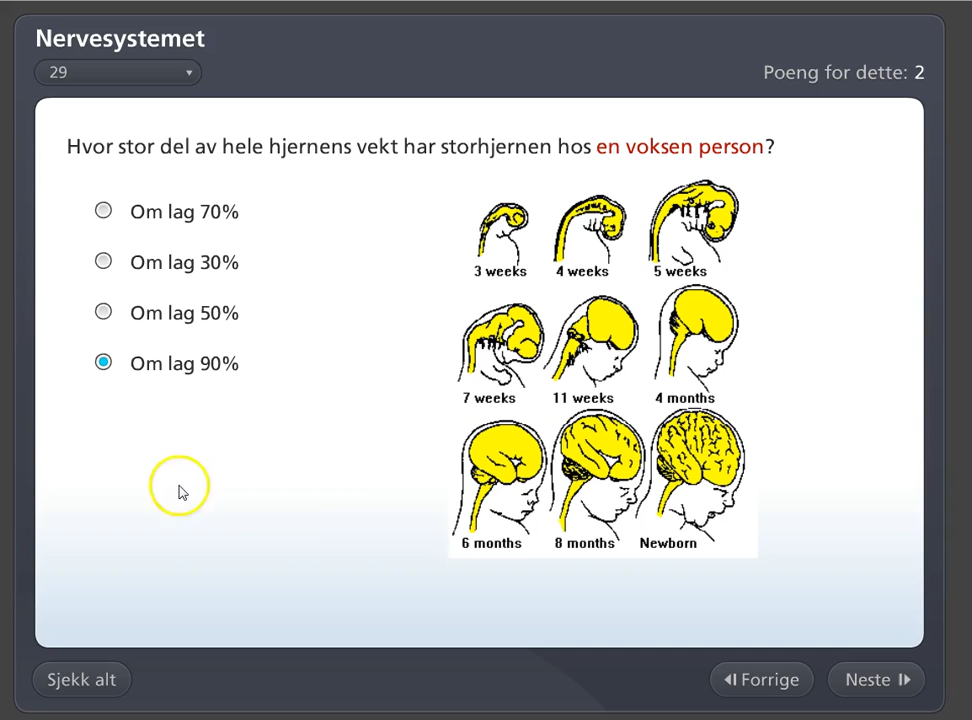 Nervesystemet
29
Poeng for dette: 2
Hvor stor del av hele hjernens vekt har storhjernen hos en voksen person?
Om lag 70%
Om lag 30%
Om lag 50%
Om lag 90%
3 weeks 4 weeks 5 weeks
7 weeks 11 weeks 4 months
6 months 8 months Newborn
Sjekk alt
Forrige
Neste